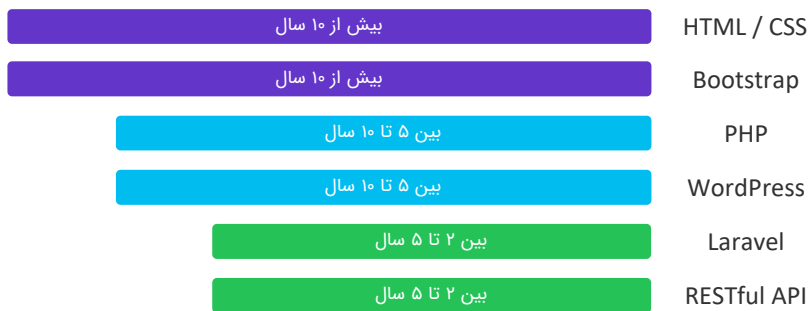 HTML / CSS بیش از ۱۰ سال
Bootstrap بیش از ۱۰ سال
PHP بین ۵ تا ۱۰ سال
WordPress بین ۵ تا ۱۰ سال
Laravel بین ۲ تا ۵ سال
RESTful API بین ۲ تا ۵ سال